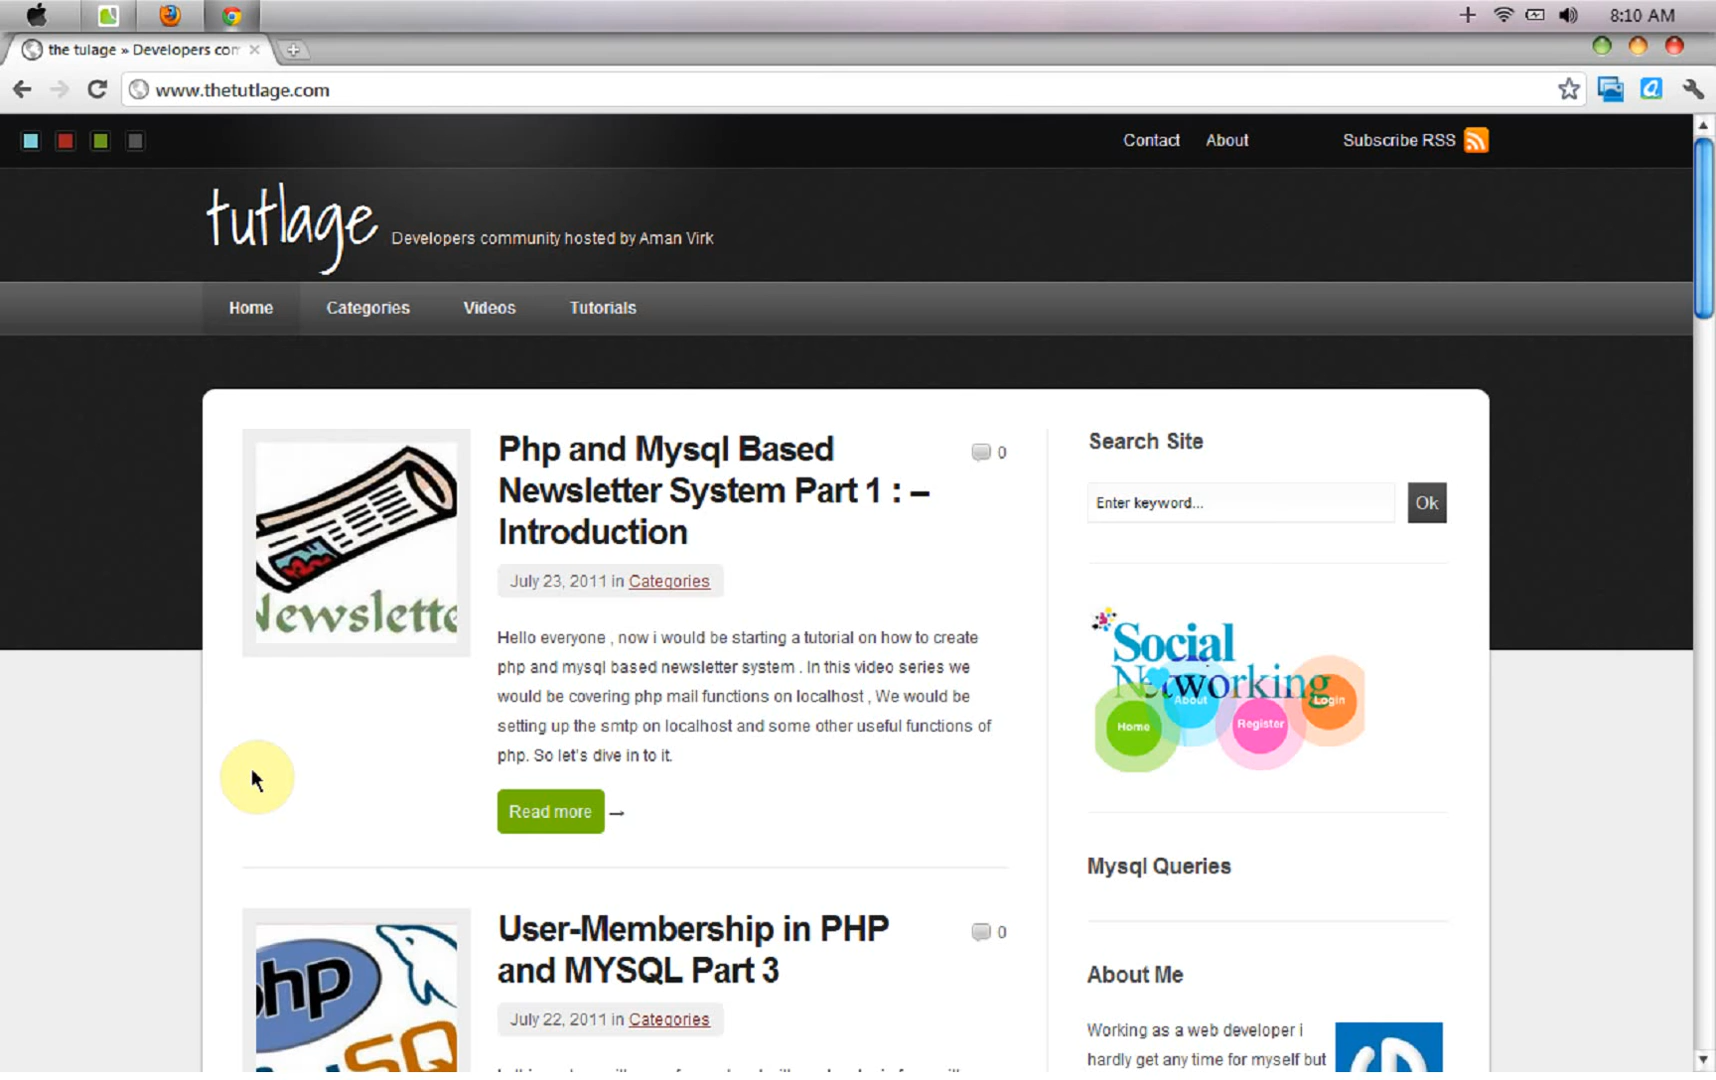 8:10 AM
the tulage » Developers com
www.thetutlage.com
Contact About Subscribe RSS
tutlage Developers community hosted by Aman Virk
Home Categories Videos Tutorials
Php and Mysql Based
Newsletter System Part 1 : –
Introduction
0
July 23, 2011 in Categories
Newslette
Hello everyone , now i would be starting a tutorial on how to create
php and mysql based newsletter system . In this video series we
would be covering php mail functions on localhost , We would be
setting up the smtp on localhost and some other useful functions of
php. So let's dive in to it.
Read more →
User-Membership in PHP
and MYSQL Part 3
0
July 22, 2011 in Categories
php
SQ
Search Site
Enter keyword...
Ok
Social
Networking
Home
About
Register
Login
Mysql Queries
About Me
Working as a web developer i
hardly get any time for myself but